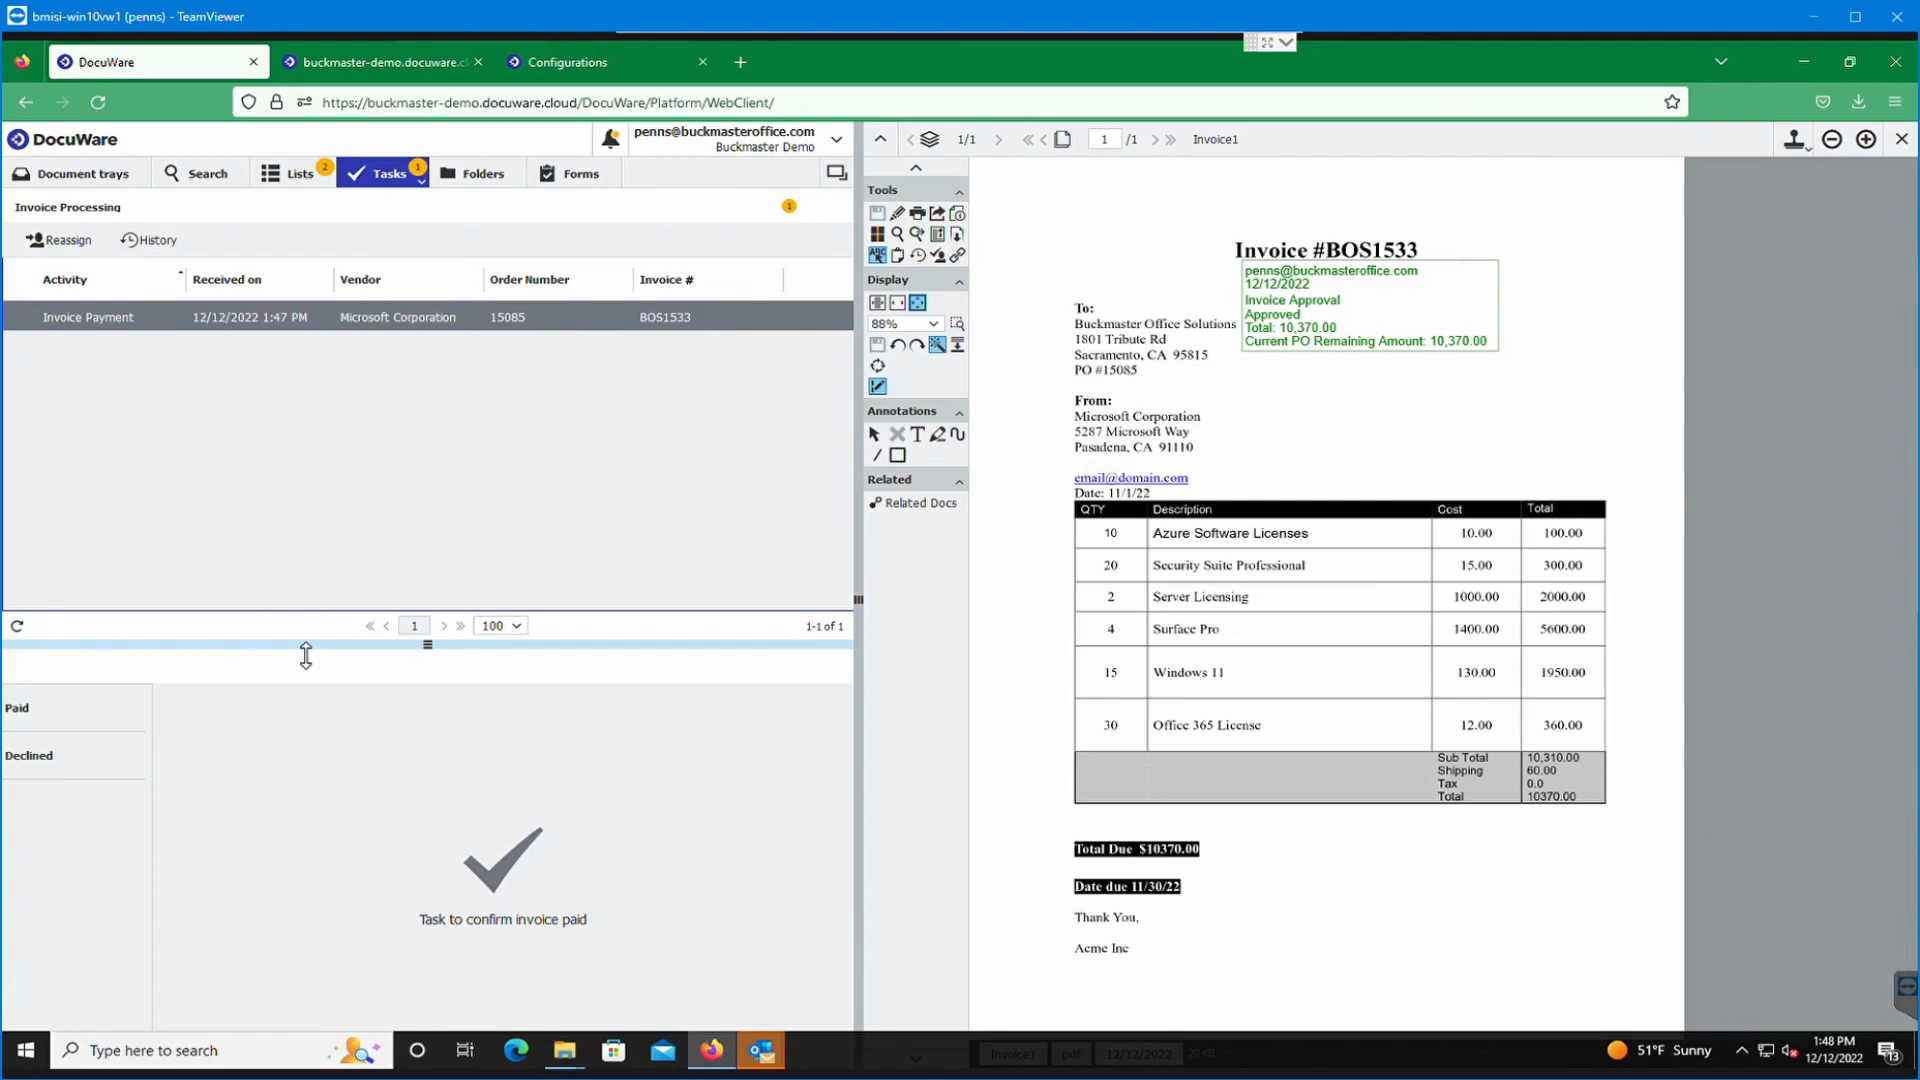 bmisi-win10vw1 (penns) - TeamViewer
DocuWare
buckmaster-demo.docuware.cl
Configurations
https://buckmaster-demo.docuware.cloud/DocuWare/Platform/WebClient/
DocuWare
penns@buckmasteroffice.com
Buckmaster Demo
Document trays
Search
Lists 2
Tasks 1
Folders
Forms
Invoice Processing
1
Reassign
History
Activity Received on Vendor Order Number Invoice #
Invoice Payment 12/12/2022 1:47 PM Microsoft Corporation 15085 BOS1533
1 100 1-1 of 1
Paid
Declined
Task to confirm invoice paid
1/1
1 /1
Invoice1
Tools
ABC
Display
88%
Annotations
T
Related
Related Docs
Invoice #BOS1533
penns@buckmasteroffice.com
12/12/2022
Invoice Approval
Approved
Total: 10,370.00
Current PO Remaining Amount: 10,370.00
To:
Buckmaster Office Solutions
1801 Tribute Rd
Sacramento, CA 95815
PO #15085
From:
Microsoft Corporation
5287 Microsoft Way
Pasadena, CA 91110
email@domain.com
Date: 11/1/22
QTY Description Cost Total
10 Azure Software Licenses 10.00 100.00
20 Security Suite Professional 15.00 300.00
2 Server Licensing 1000.00 2000.00
4 Surface Pro 1400.00 5600.00
15 Windows 11 130.00 1950.00
30 Office 365 License 12.00 360.00
Sub Total 10,310.00
Shipping 60.00
Tax 0.0
Total 10370.00
Total Due $10370.00
Date due 11/30/22
Thank You,
Acme Inc
Invoice1 pdf 12/12/2022 30 KB
Type here to search
51°F Sunny
1:48 PM
12/12/2022
13